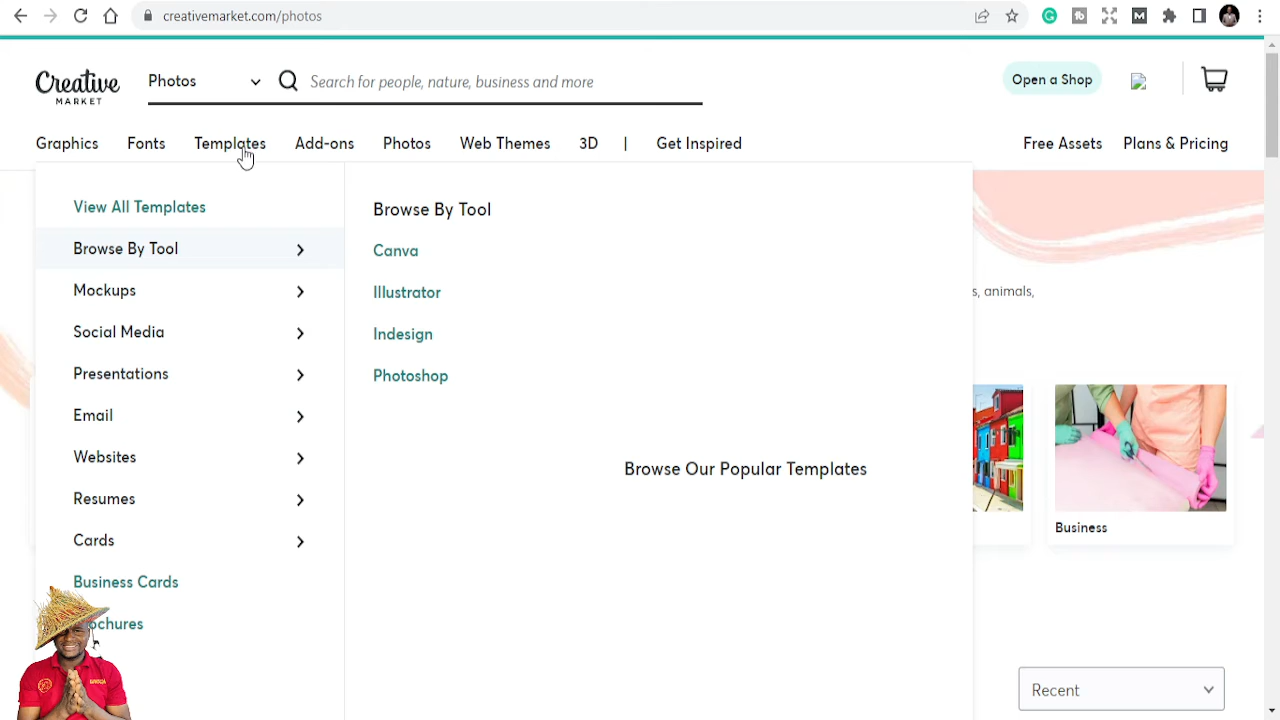 creativemarket.com/photos
Creative
MARKET
Photos
Search for people, nature, business and more
Open a Shop
Graphics
Fonts
Templates
Add-ons
Photos
Web Themes
3D
|
Get Inspired
Free Assets
Plans & Pricing
View All Templates
Browse By Tool
Mockups
Social Media
Presentations
Email
Websites
Resumes
Cards
Business Cards
Browse By Tool
Canva
Illustrator
Indesign
Photoshop
Browse Our Popular Templates
s, animals,
Business
Recent